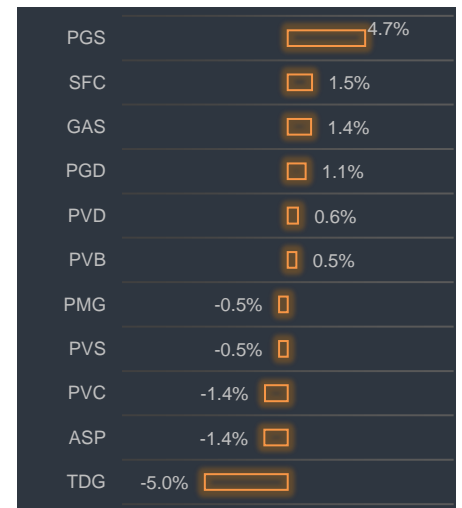 PGS 4.7%
SFC 1.5%
GAS 1.4%
PGD 1.1%
PVD 0.6%
PVB 0.5%
PMG -0.5%
PVS -0.5%
PVC -1.4%
ASP -1.4%
TDG -5.0%